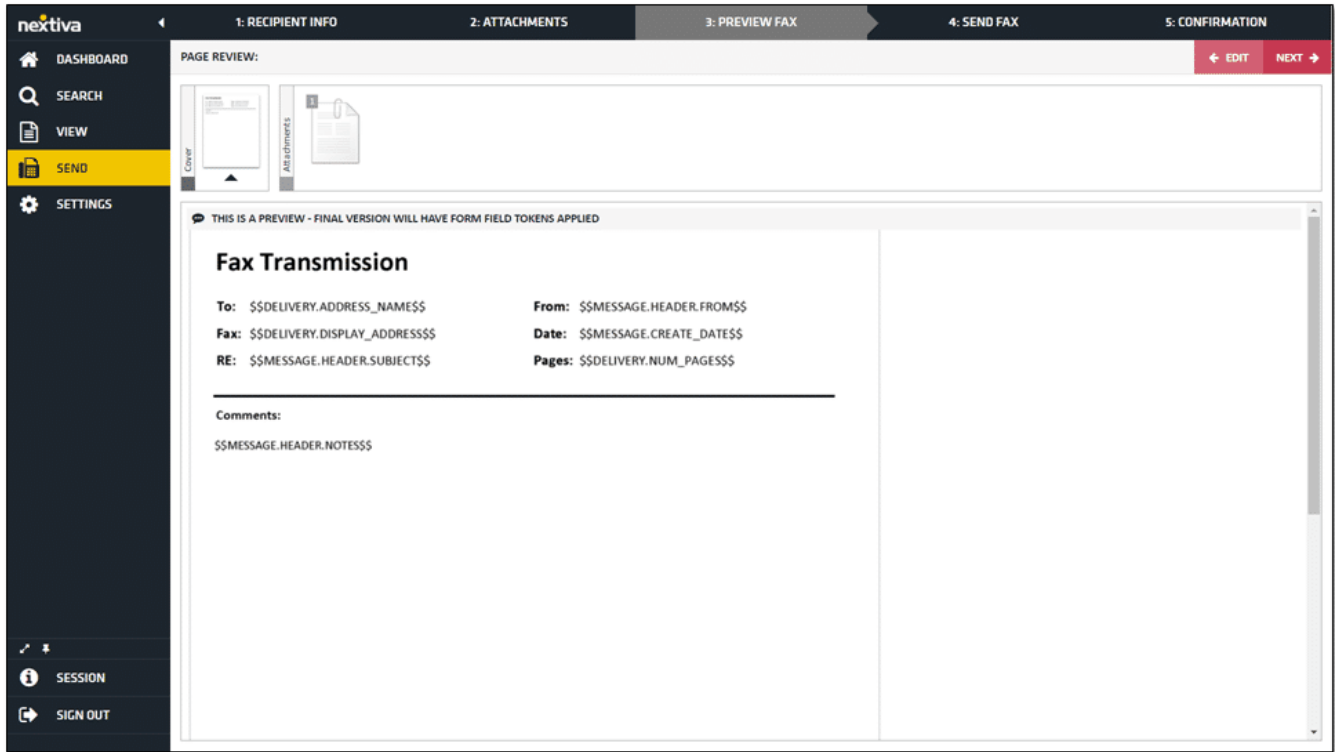 nextiva
1: RECIPIENT INFO
2: ATTACHMENTS
3: PREVIEW FAX
4: SEND FAX
5: CONFIRMATION
DASHBOARD
SEARCH
VIEW
SEND
SETTINGS
SESSION
SIGN OUT
PAGE REVIEW:
EDIT
NEXT
Cover
Attachments
1
THIS IS A PREVIEW - FINAL VERSION WILL HAVE FORM FIELD TOKENS APPLIED
Fax Transmission
To: $$DELIVERY.ADDRESS_NAME$$
From: $$MESSAGE.HEADER.FROM$$
Fax: $$DELIVERY.DISPLAY_ADDRESS$$$
Date: $$MESSAGE.CREATE_DATE$$
RE: $$MESSAGE.HEADER.SUBJECT$$
Pages: $$DELIVERY.NUM_PAGES$$
Comments:
$$MESSAGE.HEADER.NOTES$$